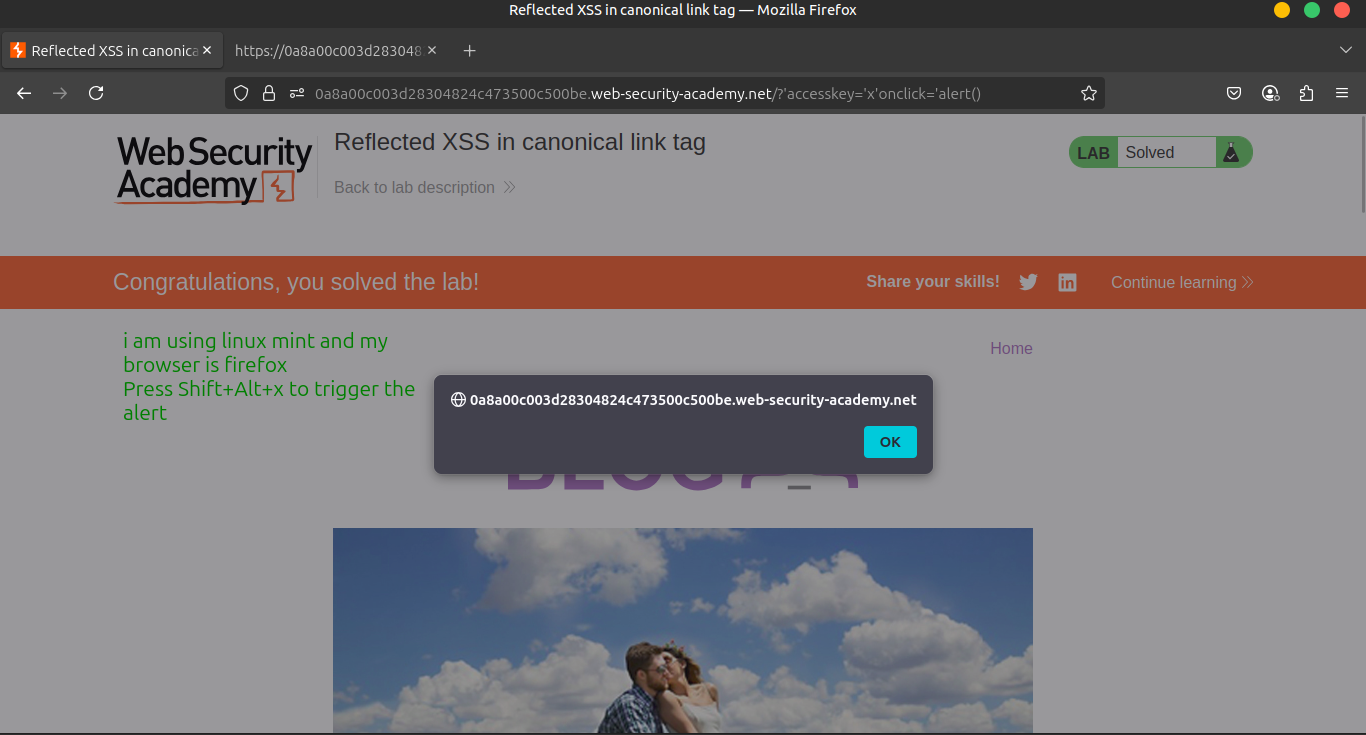 Reflected XSS in canonical link tag — Mozilla Firefox
Reflected XSS in canonica
https://0a8a00c003d283048
0a8a00c003d28304824c473500c500be.web-security-academy.net/?'accesskey='x'onclick='alert()
Web Security
Academy
Reflected XSS in canonical link tag
Back to lab description
LAB Solved
Congratulations, you solved the lab!
Share your skills!
Continue learning
i am using linux mint and my
browser is firefox
Press Shift+Alt+x to trigger the
alert
Home
0a8a00c003d28304824c473500c500be.web-security-academy.net
OK
BLOG